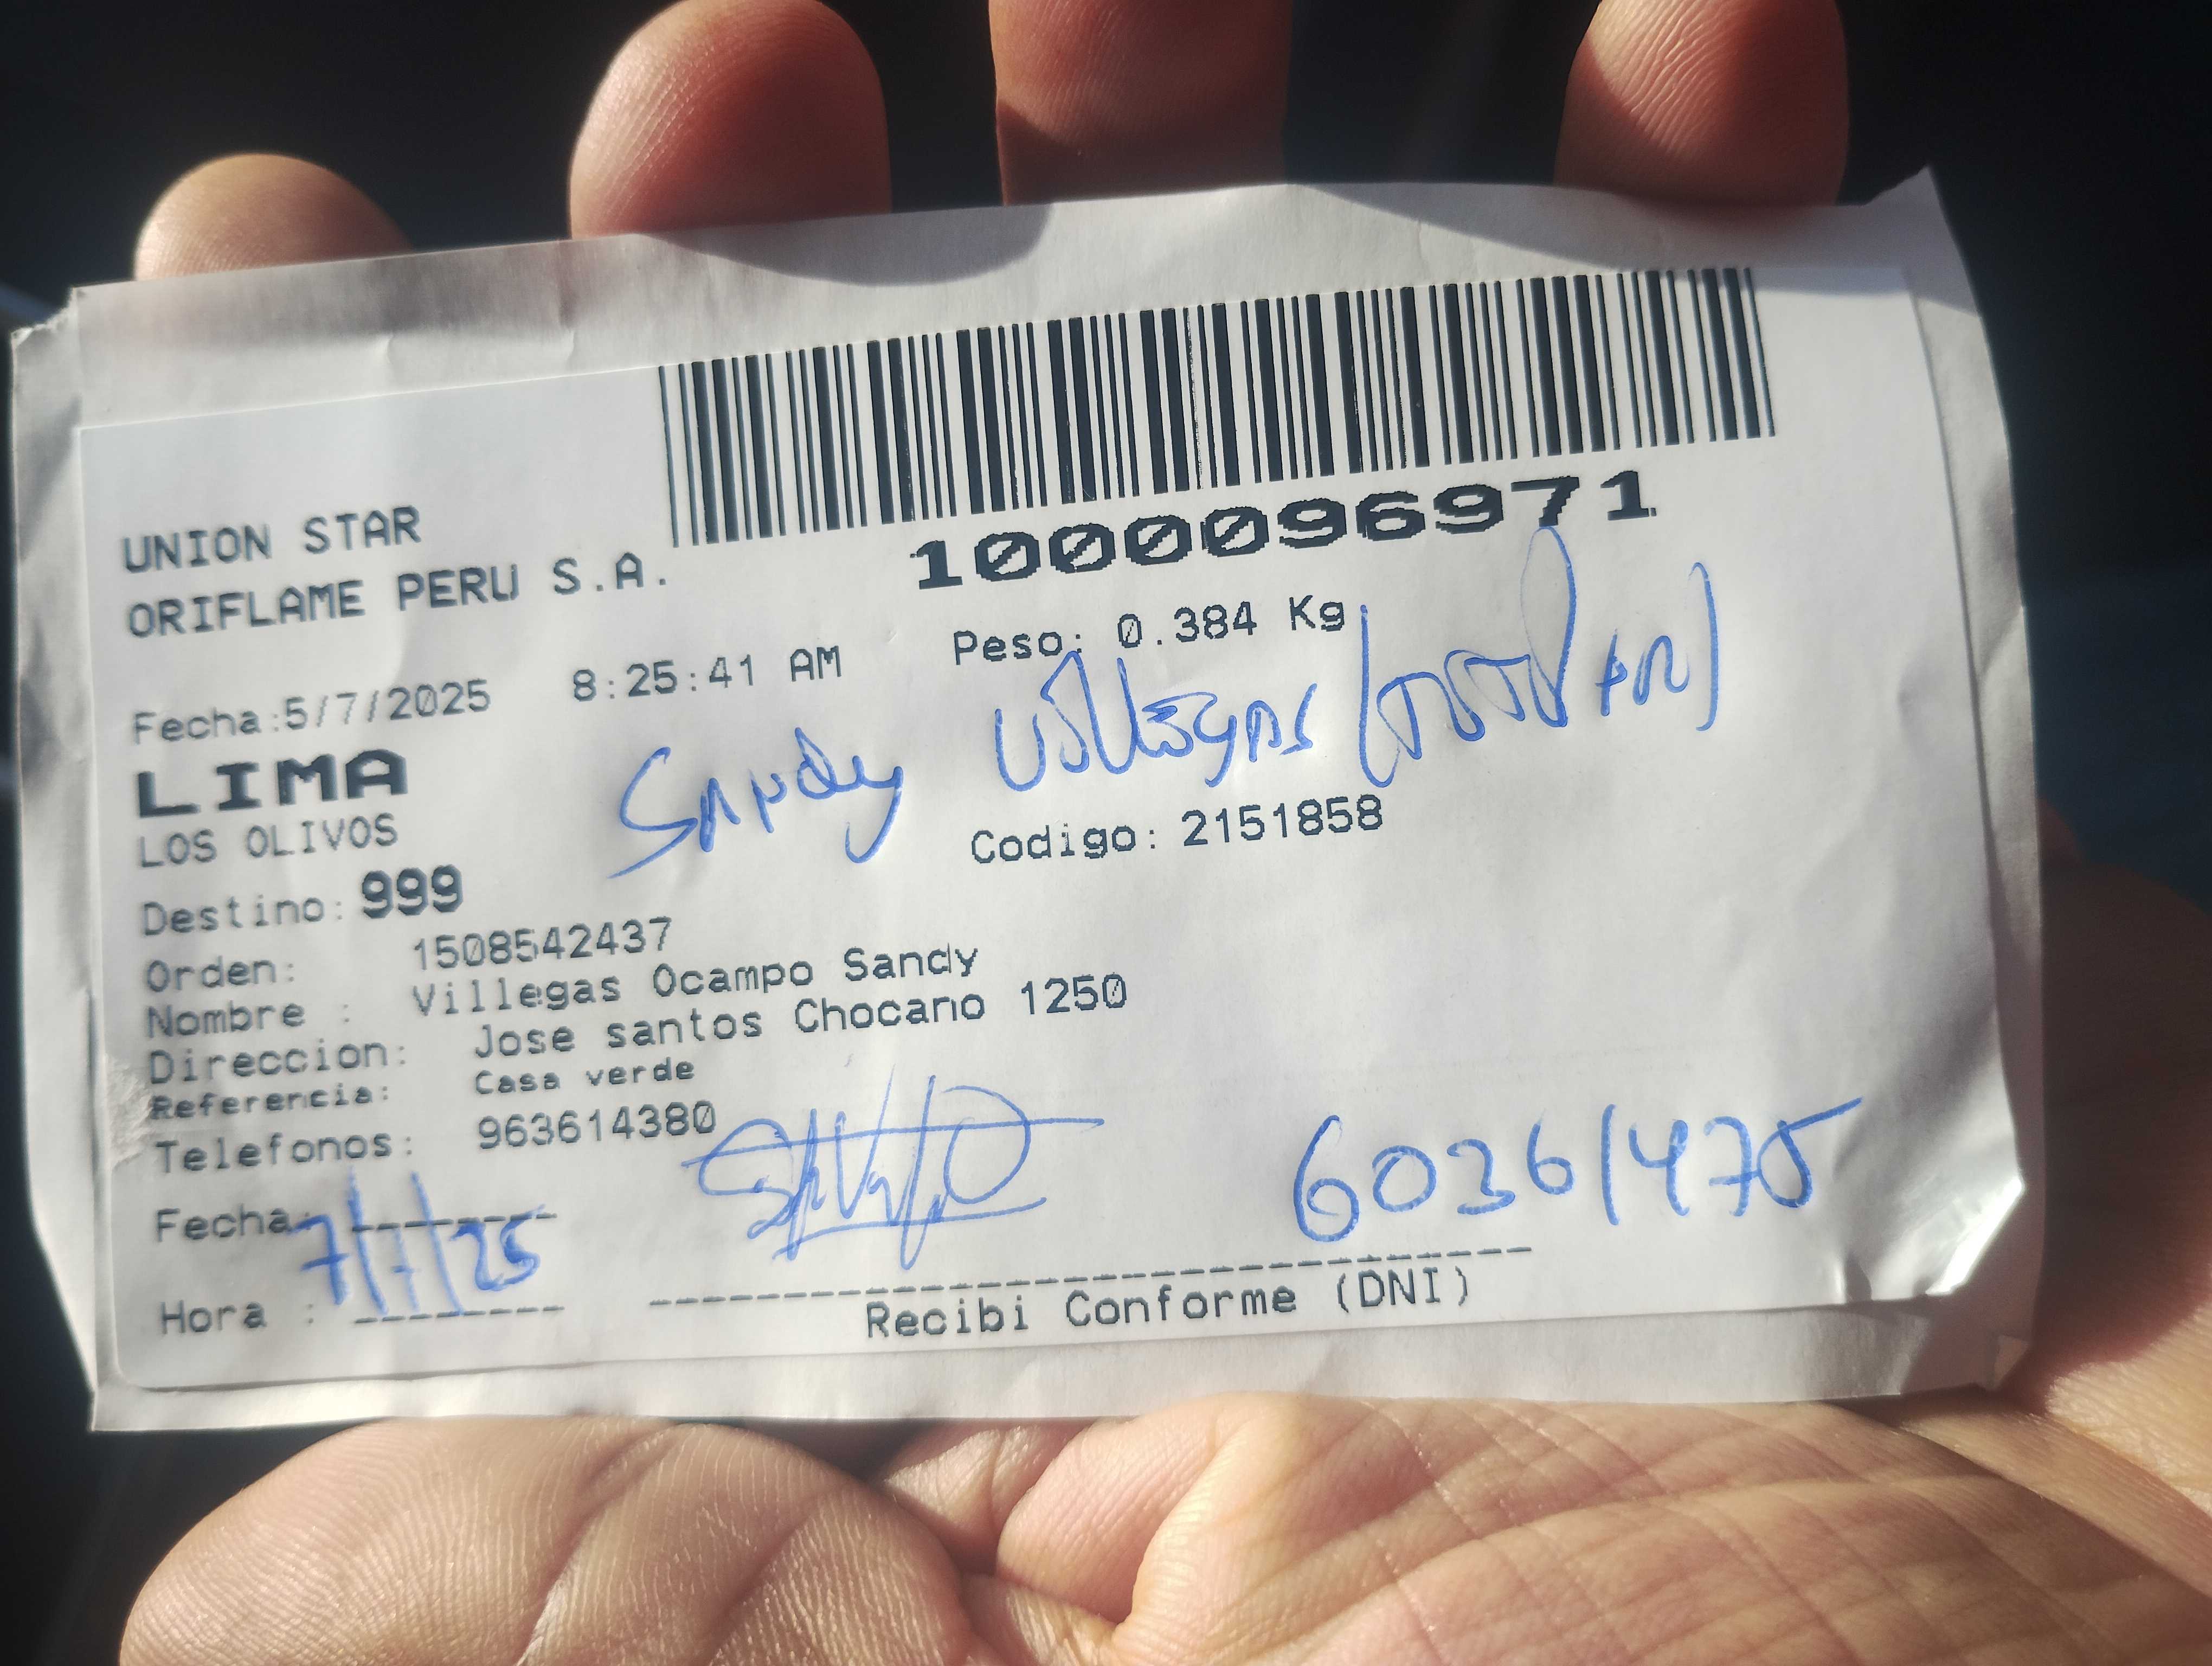 1000096971
UNION STAR
ORIFLAME PERU S.A.
Peso: 0.384 Kg
Fecha:5/7/2025 8:25:41 AM
LIMA
Sandy Villegas (
LOS OLIVOS
Codigo: 2151858
Destino: 999
Orden: 1508542437
Nombre : Villegas Ocampo Sandy
Direccion: Jose santos Chocano 1250
Referencia: Casa verde
Telefonos: 963614380
Fecha: 7/7/25
60361475
Hora :
Recibi Conforme (DNI)